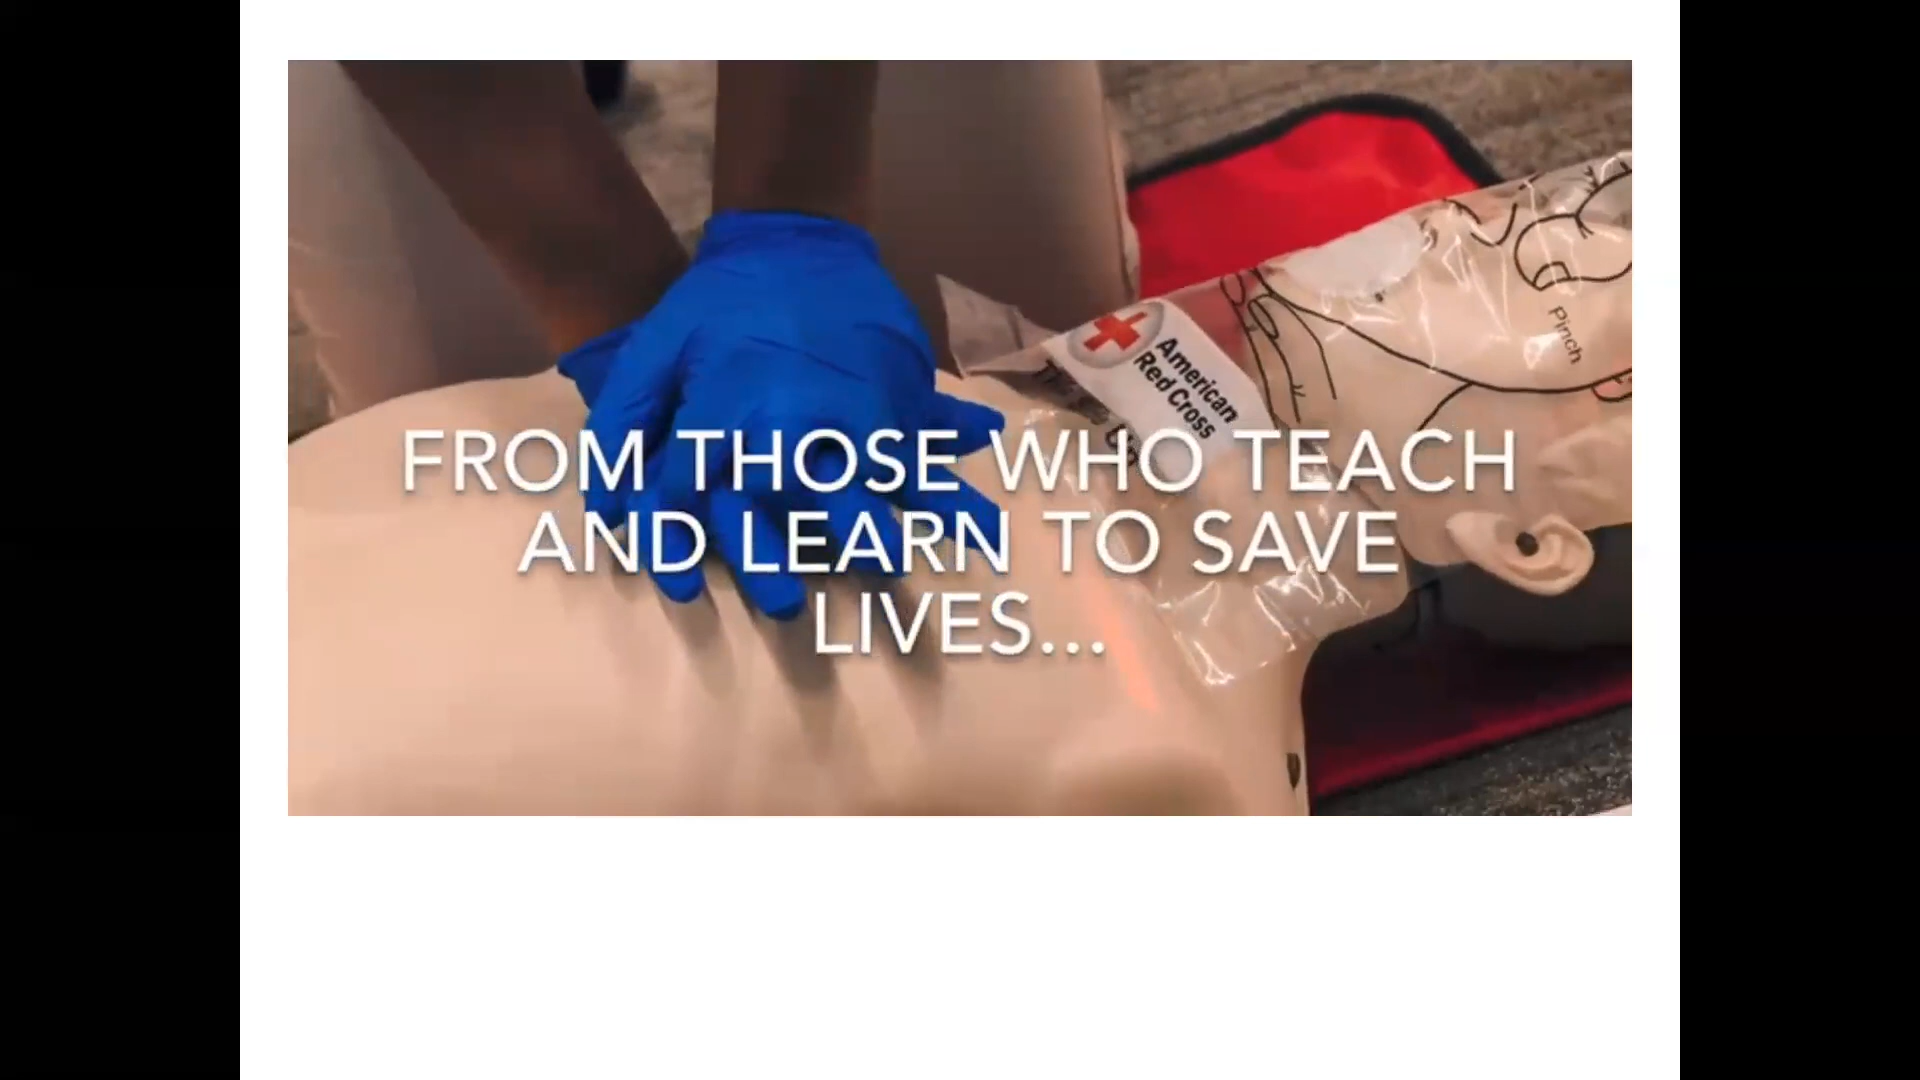 American
Red Cross
Pinch
FROM THOSE WHO TEACH
AND LEARN TO SAVE
LIVES...